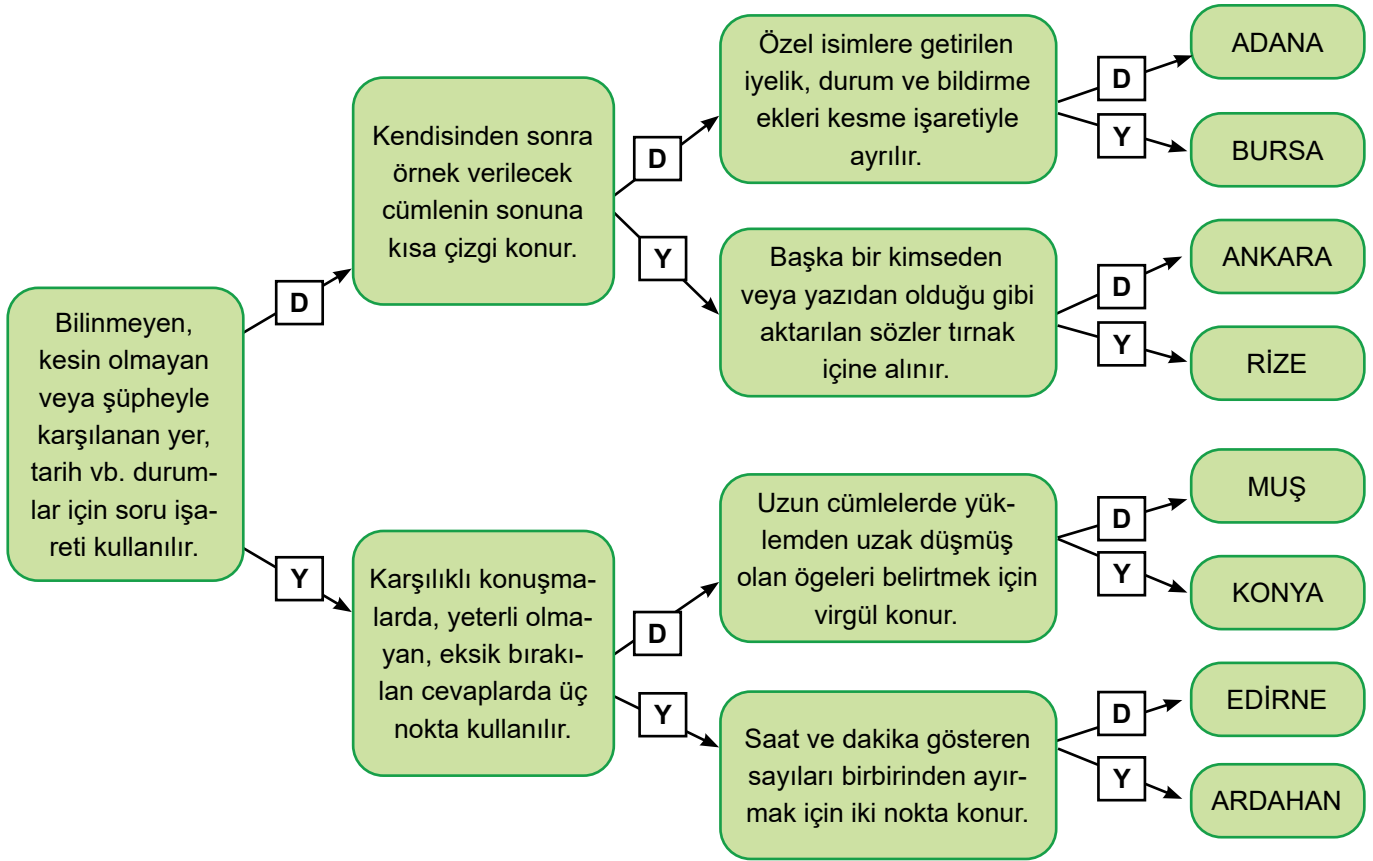 Bilinmeyen,
kesin olmayan
veya şüpheyle
karşılanan yer,
tarih vb. durum-
lar için soru işa-
reti kullanılır.
D
Y
Kendisinden sonra
örnek verilecek
cümlenin sonuna
kısa çizgi konur.
D
Y
Karşılıklı konuşma-
larda, yeterli olma-
yan, eksik bırakı-
lan cevaplarda üç
nokta kullanılır.
D
Y
Özel isimlere getirilen
iyelik, durum ve bildirme
ekleri kesme işaretiyle
ayrılır.
D
Y
ADANA
BURSA
Başka bir kimseden
veya yazıdan olduğu gibi
aktarılan sözler tırnak
içine alınır.
D
Y
ANKARA
RİZE
Uzun cümlelerde yük-
lemden uzak düşmüş
olan ögeleri belirtmek için
virgül konur.
D
Y
MUŞ
KONYA
Saat ve dakika gösteren
sayıları birbirinden ayır-
mak için iki nokta konur.
D
Y
EDİRNE
ARDAHAN